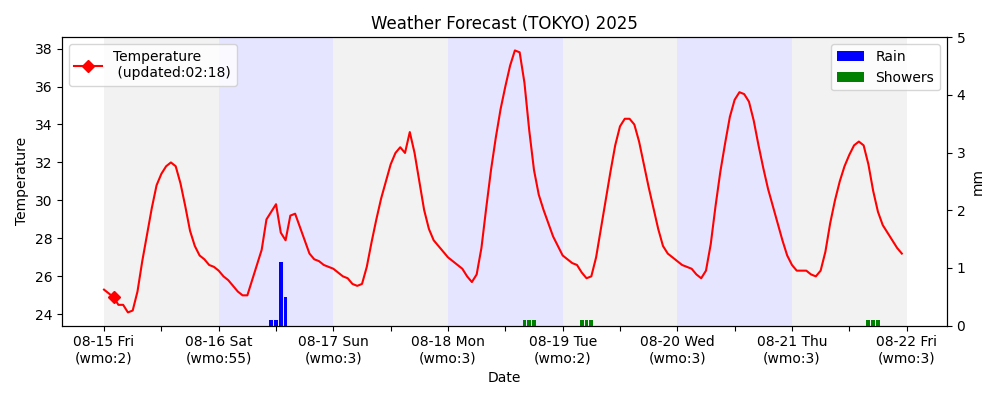 Weather Forecast (TOKYO) 2025
Temperature
(updated:02:18)
Rain
Showers
38
36
34
32
30
28
26
24
Temperature
5
4
3
2
1
0
mm
08-15 Fri
(wmo:2)
08-16 Sat
(wmo:55)
08-17 Sun
(wmo:3)
08-18 Mon
(wmo:3)
08-19 Tue
(wmo:2)
08-20 Wed
(wmo:3)
08-21 Thu
(wmo:3)
08-22 Fri
(wmo:3)
Date